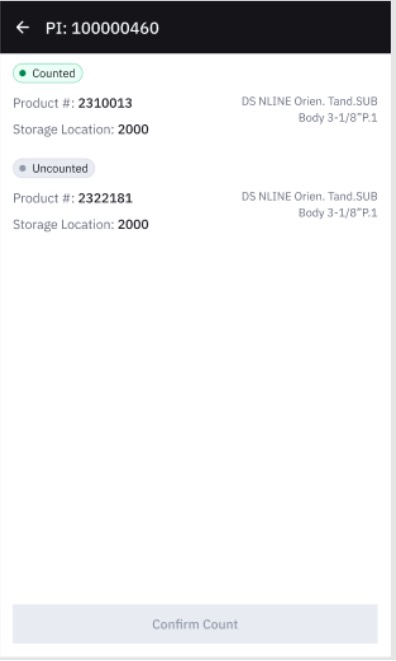 PI: 100000460
Counted
Product #: 2310013
DS NLINE Orien. Tand.SUB
Body 3-1/8”P.1
Storage Location: 2000
Uncounted
Product #: 2322181
DS NLINE Orien. Tand.SUB
Body 3-1/8”P.1
Storage Location: 2000
Confirm Count